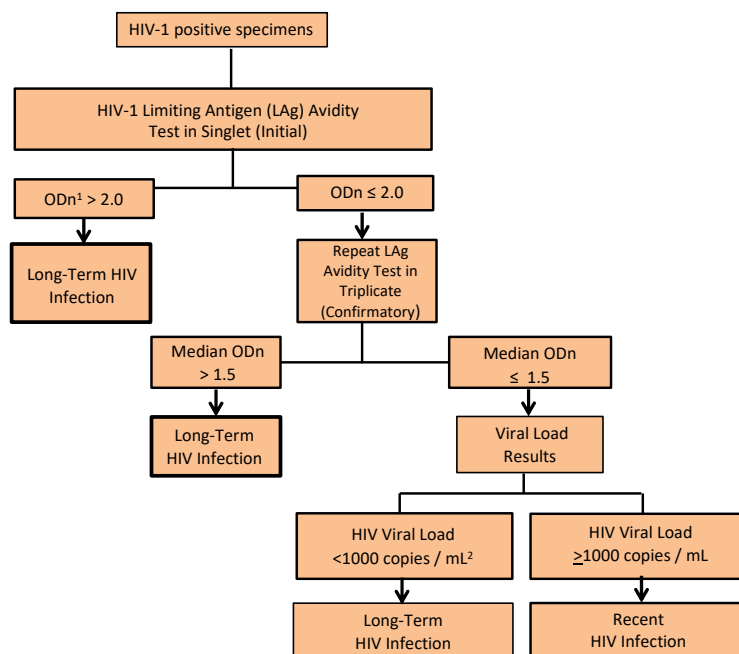 HIV-1 positive specimens
HIV-1 Limiting Antigen (LAg) Avidity
Test in Singlet (Initial)
ODn¹ > 2.0
ODn ≤ 2.0
Long-Term HIV
Infection
Repeat LAg
Avidity Test in
Triplicate
(Confirmatory)
Median ODn
> 1.5
Median ODn
≤ 1.5
Long-Term
HIV Infection
Viral Load
Results
HIV Viral Load
<1000 copies / mL²
HIV Viral Load
≥1000 copies / mL
Long-Term
HIV Infection
Recent
HIV Infection